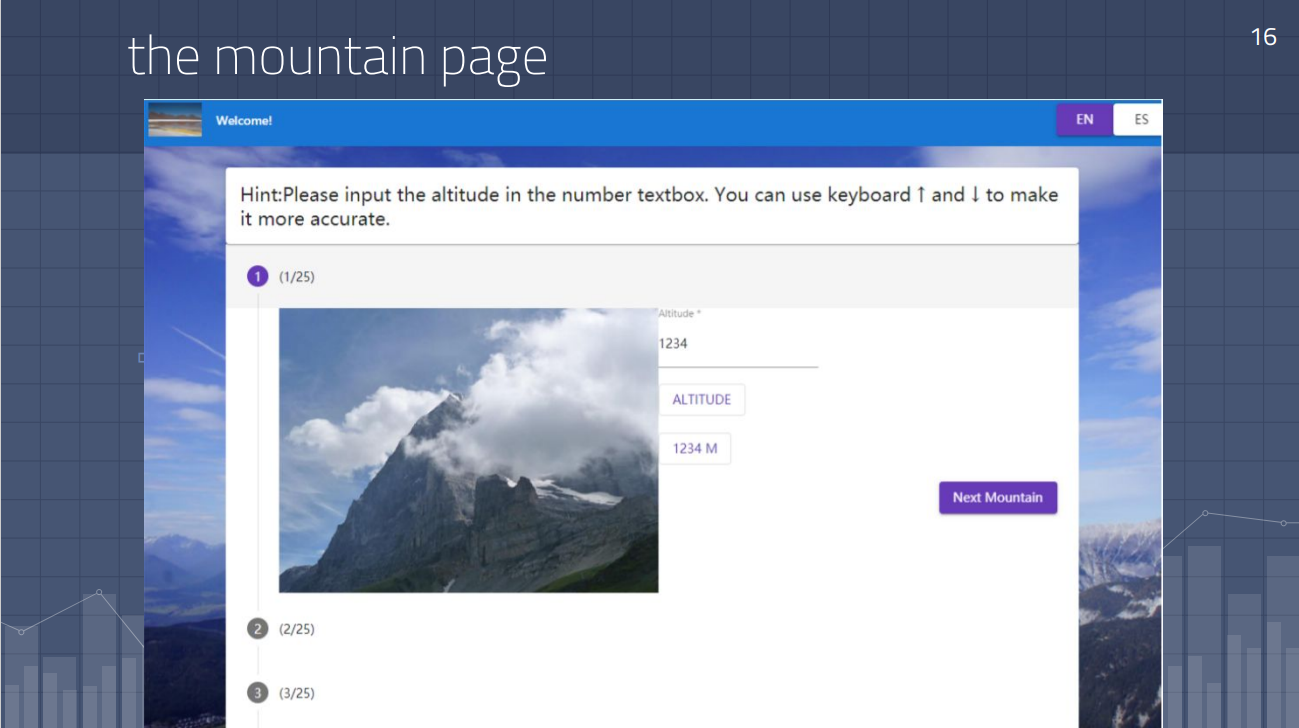 the mountain page
16
Welcome!
EN
ES
Hint:Please input the altitude in the number textbox. You can use keyboard ↑ and ↓ to make
it more accurate.
1 (1/25)
Altitude *
1234
ALTITUDE
1234 M
Next Mountain
2 (2/25)
3 (3/25)